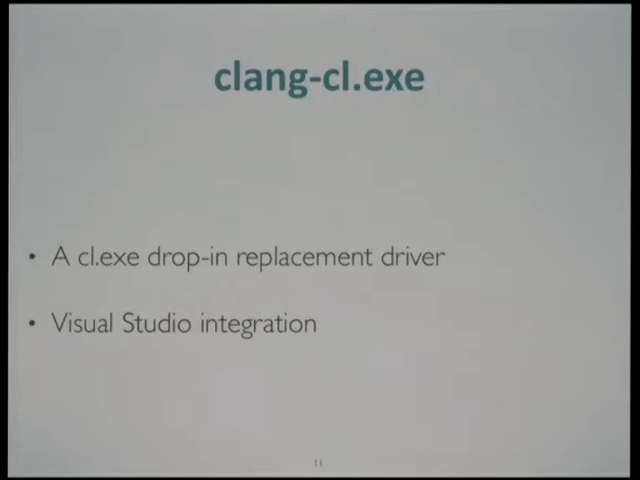 clang-cl.exe
• A cl.exe drop-in replacement driver
• Visual Studio integration
11